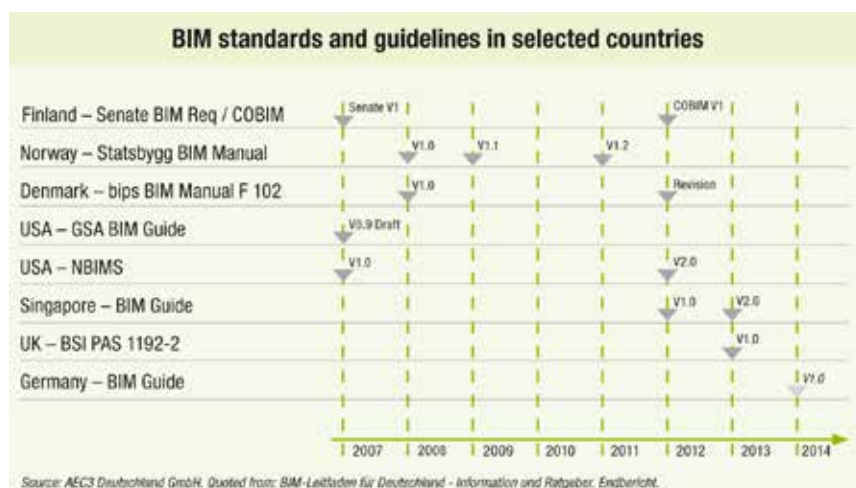 BIM standards and guidelines in selected countries
Finland – Senate BIM Req / COBIM Senate V1 COBIM V1
Norway – Statsbygg BIM Manual V1.0 V1.1 V1.2
Denmark – bips BIM Manual F 102 V1.0 Revision
USA – GSA BIM Guide V0.9 Draft
USA – NBIMS V1.0 V2.0
Singapore – BIM Guide V1.0 V2.0
UK – BSI PAS 1192-2 V1.0
Germany – BIM Guide V1.0
2007 2008 2009 2010 2011 2012 2013 2014
Source: AEC3 Deutschland GmbH. Quoted from: BIM-Leitfaden für Deutschland - Information und Ratgeber, Endbericht.